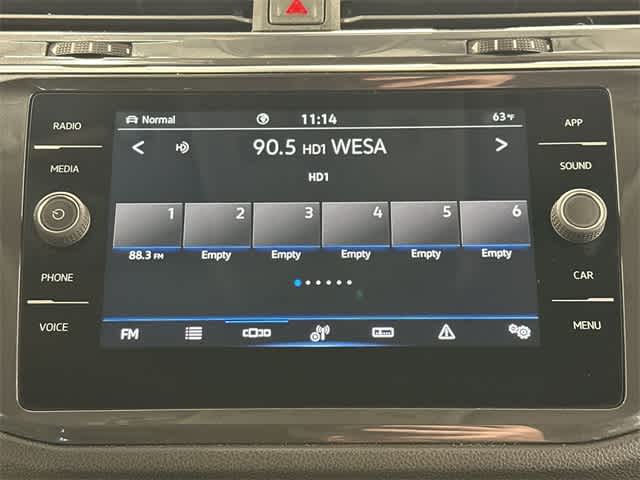 RADIO
MEDIA
PHONE
VOICE
Normal 11:14 63°F
90.5 HD1 WESA
HD1
1 2 3 4 5 6
88.3 FM Empty Empty Empty Empty Empty
FM
APP
SOUND
CAR
MENU